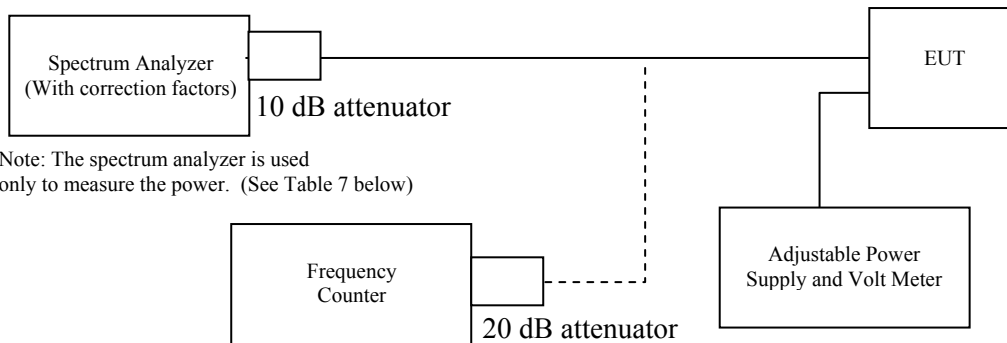 Spectrum Analyzer
(With correction factors)
10 dB attenuator
EUT
Note: The spectrum analyzer is used
only to measure the power. (See Table 7 below)
Frequency
Counter
20 dB attenuator
Adjustable Power
Supply and Volt Meter